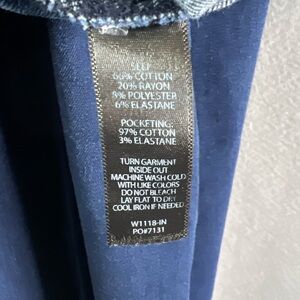 SELF
66% COTTON
20% RAYON
8% POLYESTER
6% ELASTANE
POCKETING:
97% COTTON
3% ELASTANE
TURN GARMENT
INSIDE OUT
MACHINE WASH COLD
WITH LIKE COLORS
DO NOT BLEACH
LAY FLAT TO DRY
COOL IRON IF NEEDED
W1118-IN
PO#7131